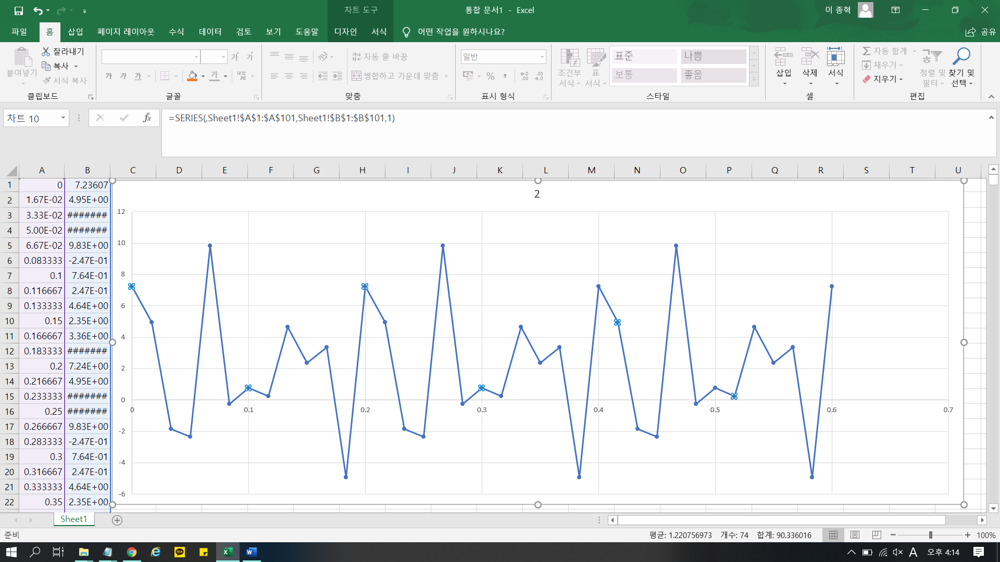 차트 도구
통합 문서1 - Excel
이 종혁
파일 홈 삽입 페이지 레이아웃 수식 데이터 검토 보기 도움말 디자인 서식 어떤 작업을 원하시나요? 공유
붙여넣기
잘라내기
복사
서식 복사
클립보드
가 가
가 가 가 가 내천
글꼴
자동 줄 바꿈
병합하고 가운데 맞춤
맞춤
일반
% ,
표시 형식
조건부 서식
표 서식
표준 나쁨
보통 좋음
스타일
삽입 삭제 서식
셀
자동 합계
채우기
지우기
정렬 및 필터
찾기 및 선택
편집
차트 10
fx
=SERIES(,Sheet1!$A$1:$A$101,Sheet1!$B$1:$B$101,1)
A B C D E F G H I J K L M N O P Q R S T U
1 0 7.23607
2 1.67E-02 4.95E+00
3 3.33E-02 #######
4 5.00E-02 #######
5 6.67E-02 9.83E+00
6 0.083333 -2.47E-01
7 0.1 7.64E-01
8 0.116667 2.47E-01
9 0.133333 4.64E+00
10 0.15 2.35E+00
11 0.166667 3.36E+00
12 0.183333 #######
13 0.2 7.24E+00
14 0.216667 4.95E+00
15 0.233333 #######
16 0.25 #######
17 0.266667 9.83E+00
18 0.283333 -2.47E-01
19 0.3 7.64E-01
20 0.316667 2.47E-01
21 0.333333 4.64E+00
22 0.35 2.35E+00
2
12
10
8
6
4
2
0
-2
-4
-6
0 0.1 0.2 0.3 0.4 0.5 0.6 0.7
Sheet1
준비
평균: 1.220756973 개수: 74 합계: 90.336016
100%
TALK
A
오후 4:14